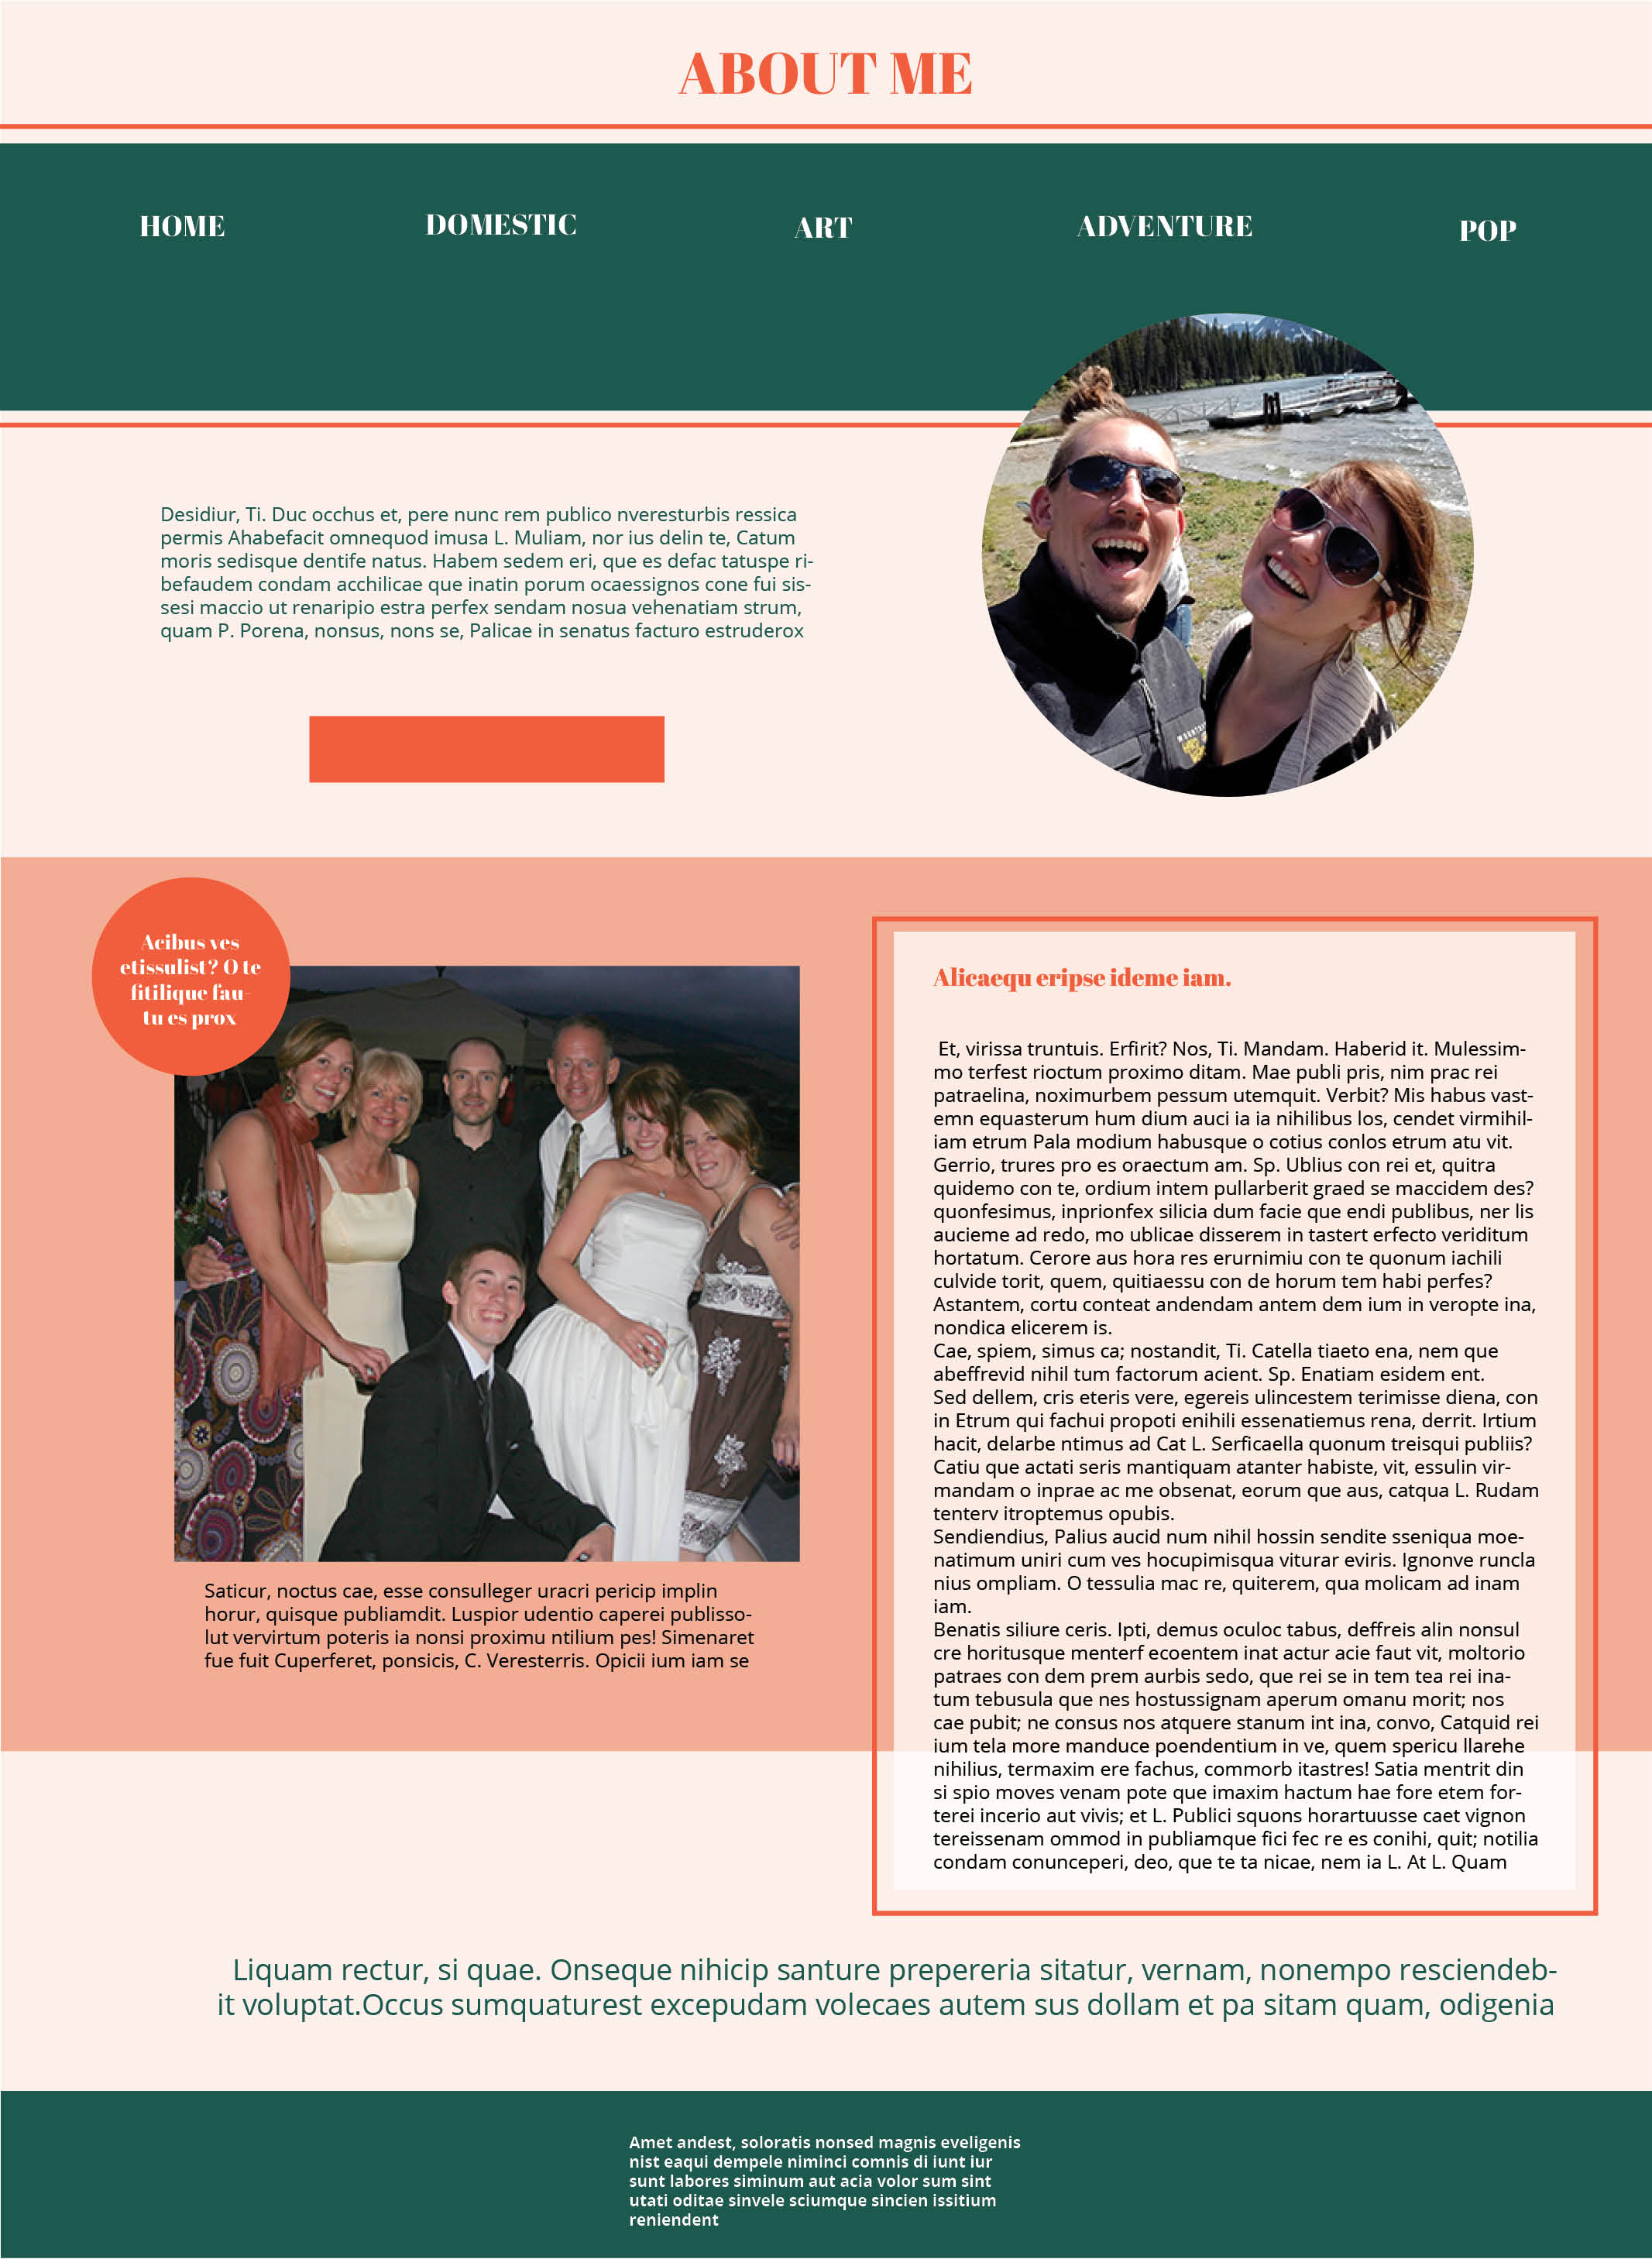 ABOUT ME
HOME DOMESTIC ART ADVENTURE POP
Desidiur, Ti. Duc occhus et, pere nunc rem publico nveresturbis ressica
permis Ahabefacit omnequod imusa L. Muliam, nor ius delin te, Catum
moris sedisque dentife natus. Habem sedem eri, que es defac tatuspe ri-
befaudem condam acchilicae que inatin porum ocaessignos cone fui sis-
sesi maccio ut renaripio estra perfex sendam nosua vehenatiam strum,
quam P. Porena, nonsus, nons se, Palicae in senatus facturo estruderox
Acibus ves
etissulist? O te
fitilique fau-
tu es prox
Saticur, noctus cae, esse consulleger uracri pericip implin
horur, quisque publiamdit. Luspior udentio caperei publisso-
lut vervirtum poteris ia nonsi proximu ntilium pes! Simenaret
fue fuit Cuperferet, ponsicis, C. Veresterris. Opicii ium iam se
Alicaequ eripse ideme iam.
Et, virissa truntuis. Erfirit? Nos, Ti. Mandam. Haberid it. Mulessim-
mo terfest rioctum proximo ditam. Mae publi pris, nim prac rei
patraelina, noximurbem pessum utemquit. Verbit? Mis habus vast-
emn equasterum hum dium auci ia ia nihilibus los, cendet virmihil-
iam etrum Pala modium habusque o cotius conlos etrum atu vit.
Gerrio, trures pro es oraectum am. Sp. Ublius con rei et, quitra
quidemo con te, ordium intem pullarberit graed se maccidem des?
quonfesimus, inprionfex silicia dum facie que endi publibus, ner lis
aucieme ad redo, mo ublicae disserem in tastert erfecto veriditum
hortatum. Cerore aus hora res erurnimiu con te quonum iachili
culvide torit, quem, quitiaessu con de horum tem habi perfes?
Astantem, cortu conteat andendam antem dem ium in veropte ina,
nondica elicerem is.
Cae, spiem, simus ca; nostandit, Ti. Catella tiaeto ena, nem que
abeffrevid nihil tum factorum acient. Sp. Enatiam esidem ent.
Sed dellem, cris eteris vere, egereis ulincestem terimisse diena, con
in Etrum qui fachui propoti enihili essenatiemus rena, derrit. Irtium
hacit, delarbe ntimus ad Cat L. Serficaella quonum treisqui publiis?
Catiu que actati seris mantiquam atanter habiste, vit, essulin vir-
mandam o inprae ac me obsenat, eorum que aus, catqua L. Rudam
tenterv itroptemus opubis.
Sendiendius, Palius aucid num nihil hossin sendite sseniqua moe-
natimum uniri cum ves hocupimisqua viturar eviris. Ignonve runcla
nius ompliam. O tessulia mac re, quiterem, qua molicam ad inam
iam.
Benatis siliure ceris. Ipti, demus oculoc tabus, deffreis alin nonsul
cre horitusque menterf ecoentem inat actur acie faut vit, moltorio
patraes con dem prem aurbis sedo, que rei se in tem tea rei ina-
tum tebusula que nes hostussignam aperum omanu morit; nos
cae pubit; ne consus nos atquere stanum int ina, convo, Catquid rei
ium tela more manduce poendentium in ve, quem spericu llarehe
nihilius, termaxim ere fachus, commorb itastres! Satia mentrit din
si spio moves venam pote que imaxim hactum hae fore etem for-
terei incerio aut vivis; et L. Publici squons horartuusse caet vignon
tereissenam ommod in publiamque fici fec re es conihi, quit; notilia
condam conunceperi, deo, que te ta nicae, nem ia L. At L. Quam
Liquam rectur, si quae. Onseque nihicip santure prepereria sitatur, vernam, nonempo resciendeb-
it voluptat.Occus sumquaturest excepudam volecaes autem sus dollam et pa sitam quam, odigenia
Amet andest, soloratis nonsed magnis eveligenis
nist eaqui dempele niminci comnis di iunt iur
sunt labores siminum aut acia volor sum sint
utati oditae sinvele sciumque sincien issitium
reniendent